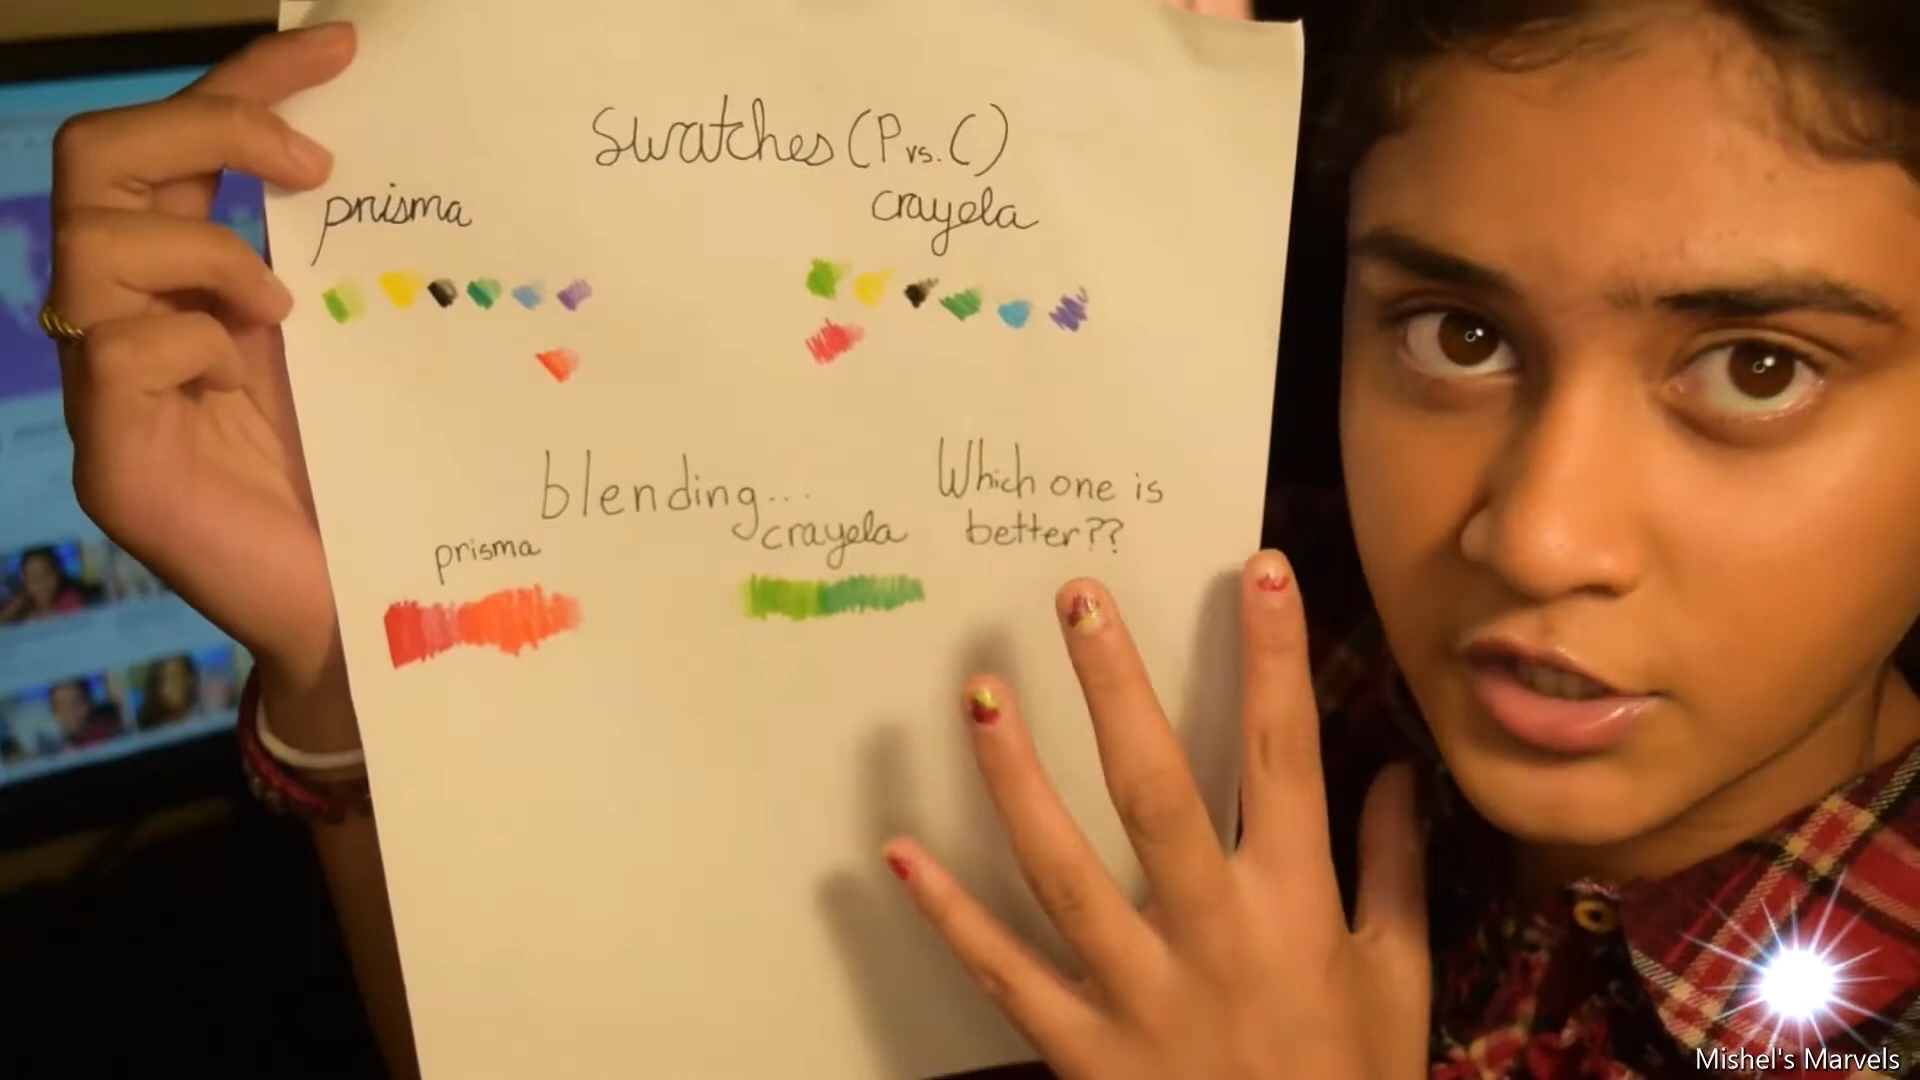 Swatches (P vs. C)
prisma
crayola
blending...
Which one is
better??
prisma
crayola
Mishel's Marvels